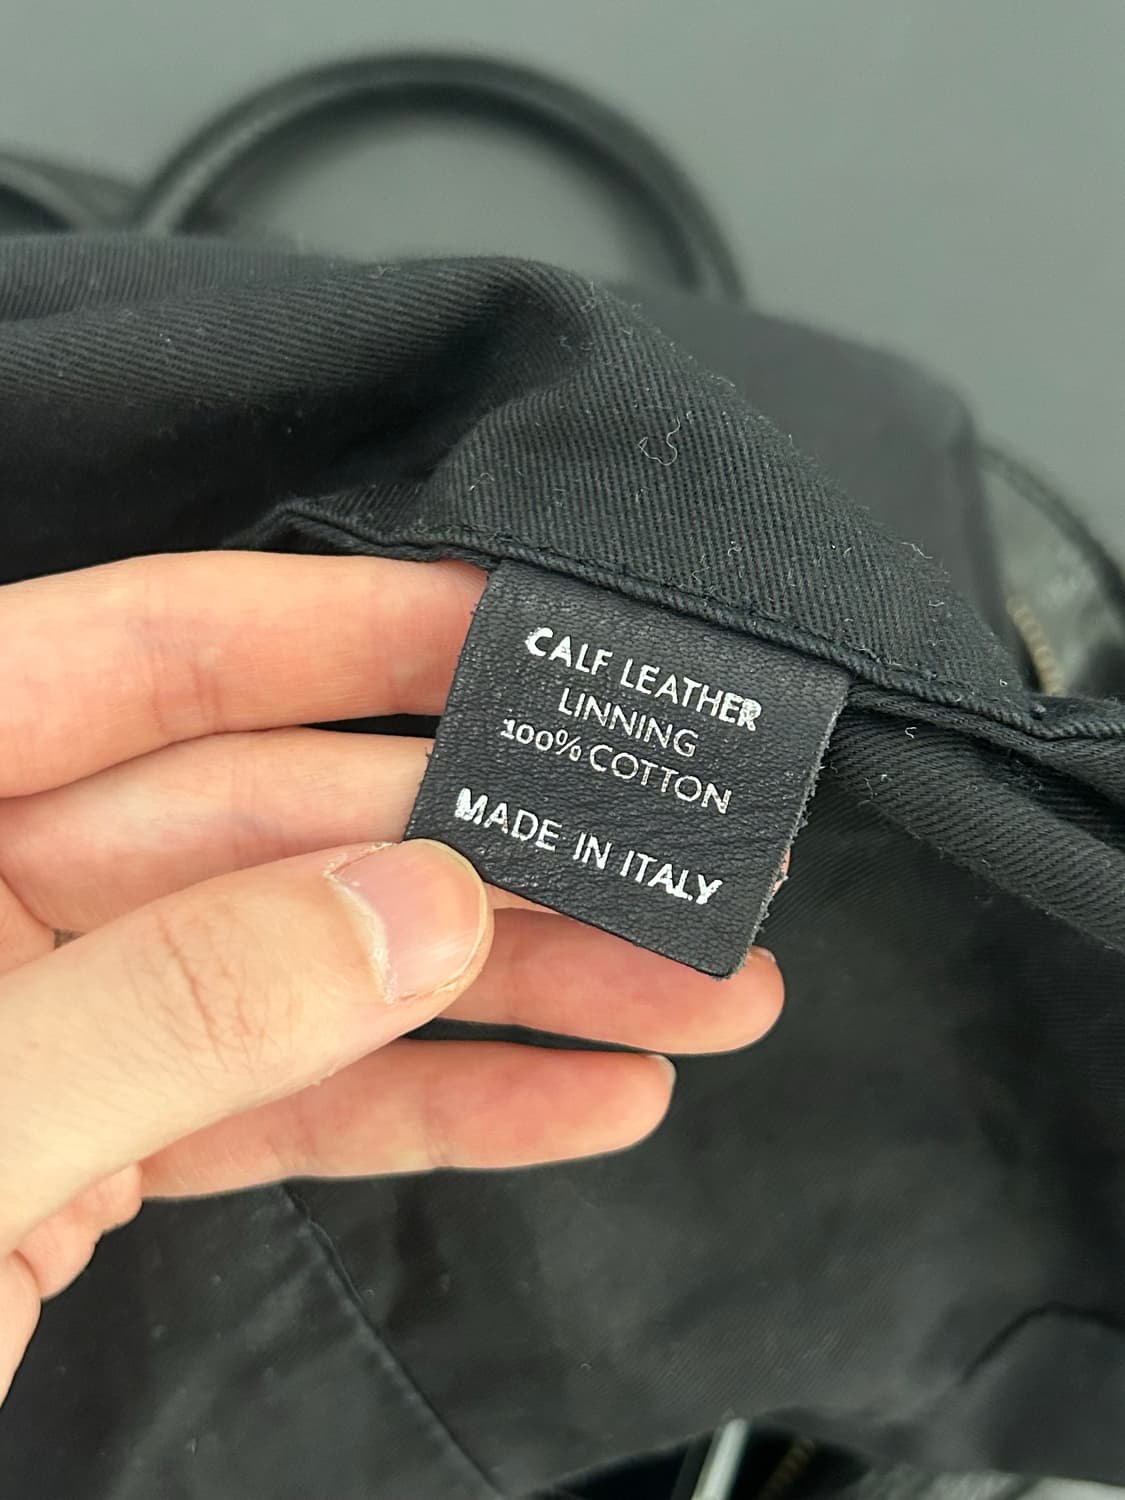 CALF LEATHER
LINNING
100% COTTON
MADE IN ITALY